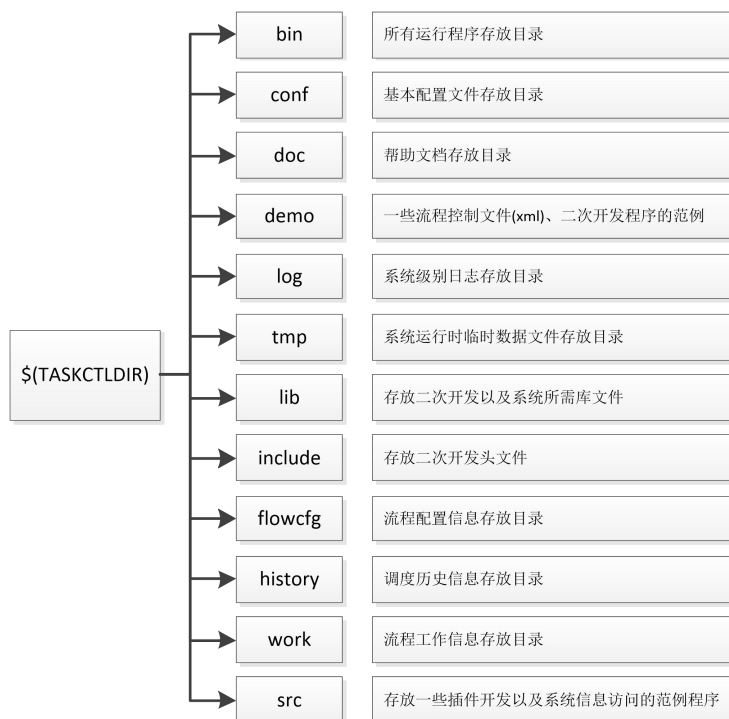 bin 所有运行程序存放目录
conf 基本配置文件存放目录
doc 帮助文档存放目录
demo 一些流程控制文件(xml)、二次开发程序的范例
log 系统级别日志存放目录
tmp 系统运行时临时数据文件存放目录
$(TASKCTLDIR)
lib 存放二次开发以及系统所需库文件
include 存放二次开发头文件
flowcfg 流程配置信息存放目录
history 调度历史信息存放目录
work 流程工作信息存放目录
src 存放一些插件开发以及系统信息访问的范例程序